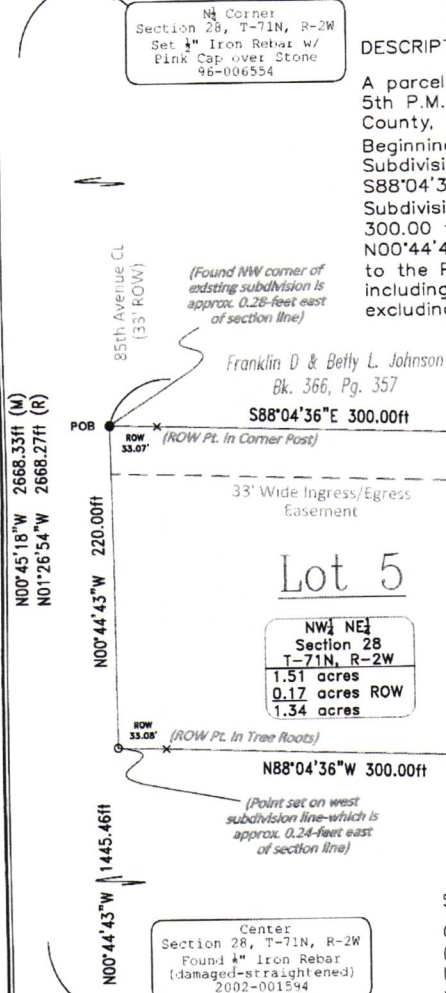 N½ Corner
Section 28, T-71N, R-2W
Set ½" Iron Rebar w/
Pink Cap over Stone
96-006554
DESCRIPT
A parcel
5th P.M.
County,
Beginning
Subdivisi
S88°04'3
Subdivisi
300.00
N00°44'4
to the P
including
excluding
85th Avenue CL
(33' ROW)
(Found NW corner of
existing subdivision is
approx. 0.28-feet east
of section line)
Franklin D & Betty L. Johnson
Bk. 366, Pg. 357
S88°04'36"E 300.00ft
POB
ROW
33.07'
(ROW Pt. In Corner Post)
33' Wide Ingress/Egress
Easement
N00°45'18"W 2668.33ft (M)
N01°26'54"W 2668.27ft (R)
N00°44'43"W 220.00ft
Lot 5
NW¼ NE¼
Section 28
T-71N, R-2W
1.51 acres
0.17 acres ROW
1.34 acres
ROW
33.08'
(ROW Pt. In Tree Roots)
N88°04'36"W 300.00ft
(Point set on west
subdivision line-which is
approx. 0.24-feet east
of section line)
N00°44'43"W 1445.46ft
Center
Section 28, T-71N, R-2W
Found Iron Rebar
(damaged-straightened)
2002-001594